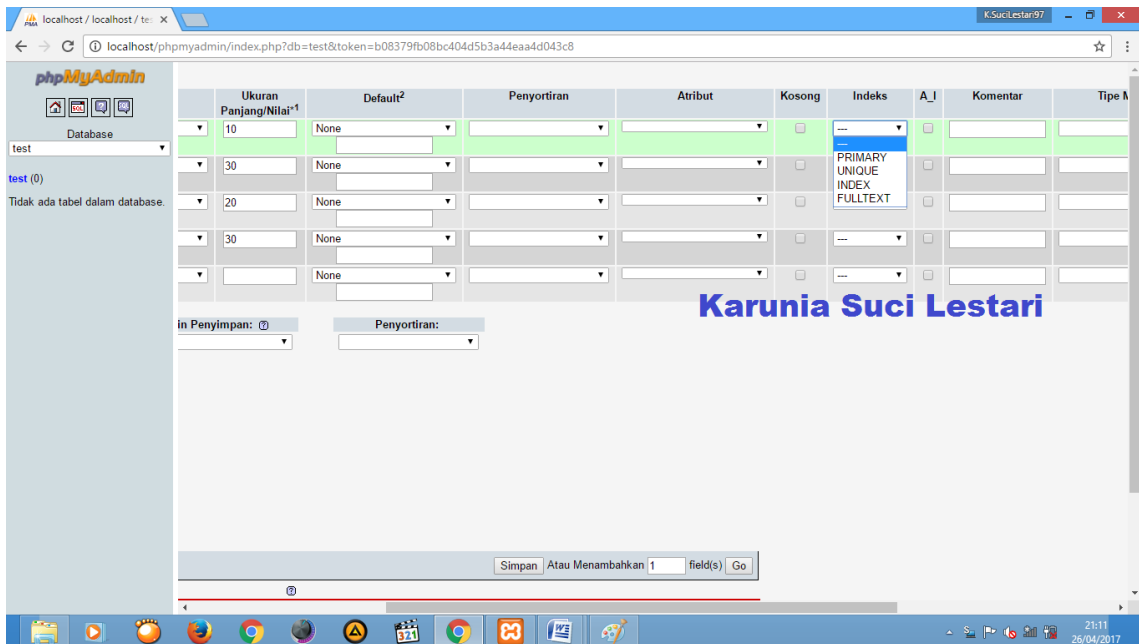 localhost / localhost / te
K.SuciLestari97
localhost/phpmyadmin/index.php?db=test&token=b08379fb08bc404d5b3a44eaa4d043c8
phpMyAdmin
Database
test
test (0)
Tidak ada tabel dalam database.
Ukuran Panjang/Nilai*1 Default2 Penyortiran Atribut Kosong Indeks A_I Komentar Tipe M
10 None ---
---
PRIMARY
UNIQUE
INDEX
FULLTEXT
30 None
20 None
30 None ---
None ---
Karunia Suci Lestari
in Penyimpan: Penyortiran:
Simpan Atau Menambahkan 1 field(s) Go
321
21:11
26/04/2017